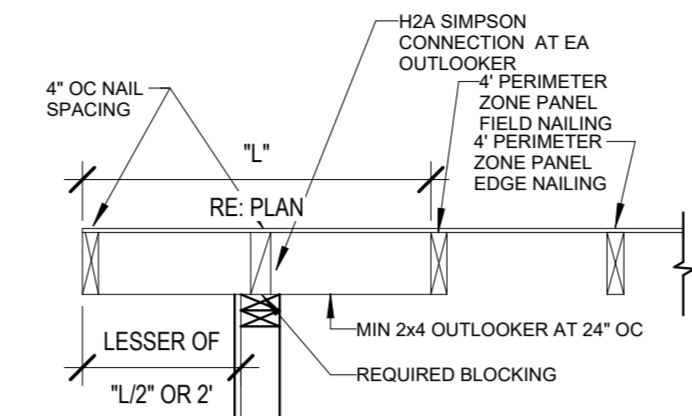 H2A SIMPSON
CONNECTION AT EA
OUTLOOKER
4" OC NAIL
SPACING
4' PERIMETER
ZONE PANEL
FIELD NAILING
4' PERIMETER
ZONE PANEL
EDGE NAILING
"L"
RE: PLAN
MIN 2x4 OUTLOOKER AT 24" OC
LESSER OF
"L/2" OR 2'
REQUIRED BLOCKING